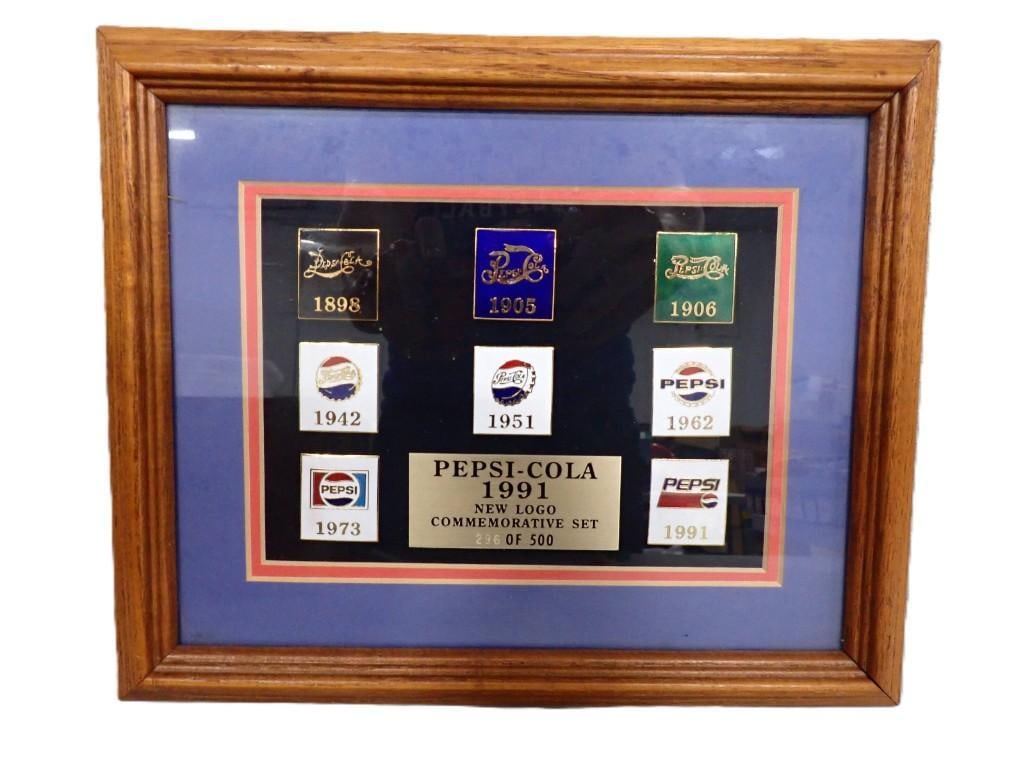 PEPSI-COLA
1898
PEPSI-COLA
1905
PEPSI-COLA
1906
PEPSI-COLA
1942
PEPSI-COLA
1951
PEPSI
1962
PEPSI
1973
PEPSI-COLA
1991
NEW LOGO
COMMEMORATIVE SET
296 OF 500
PEPSI
1991